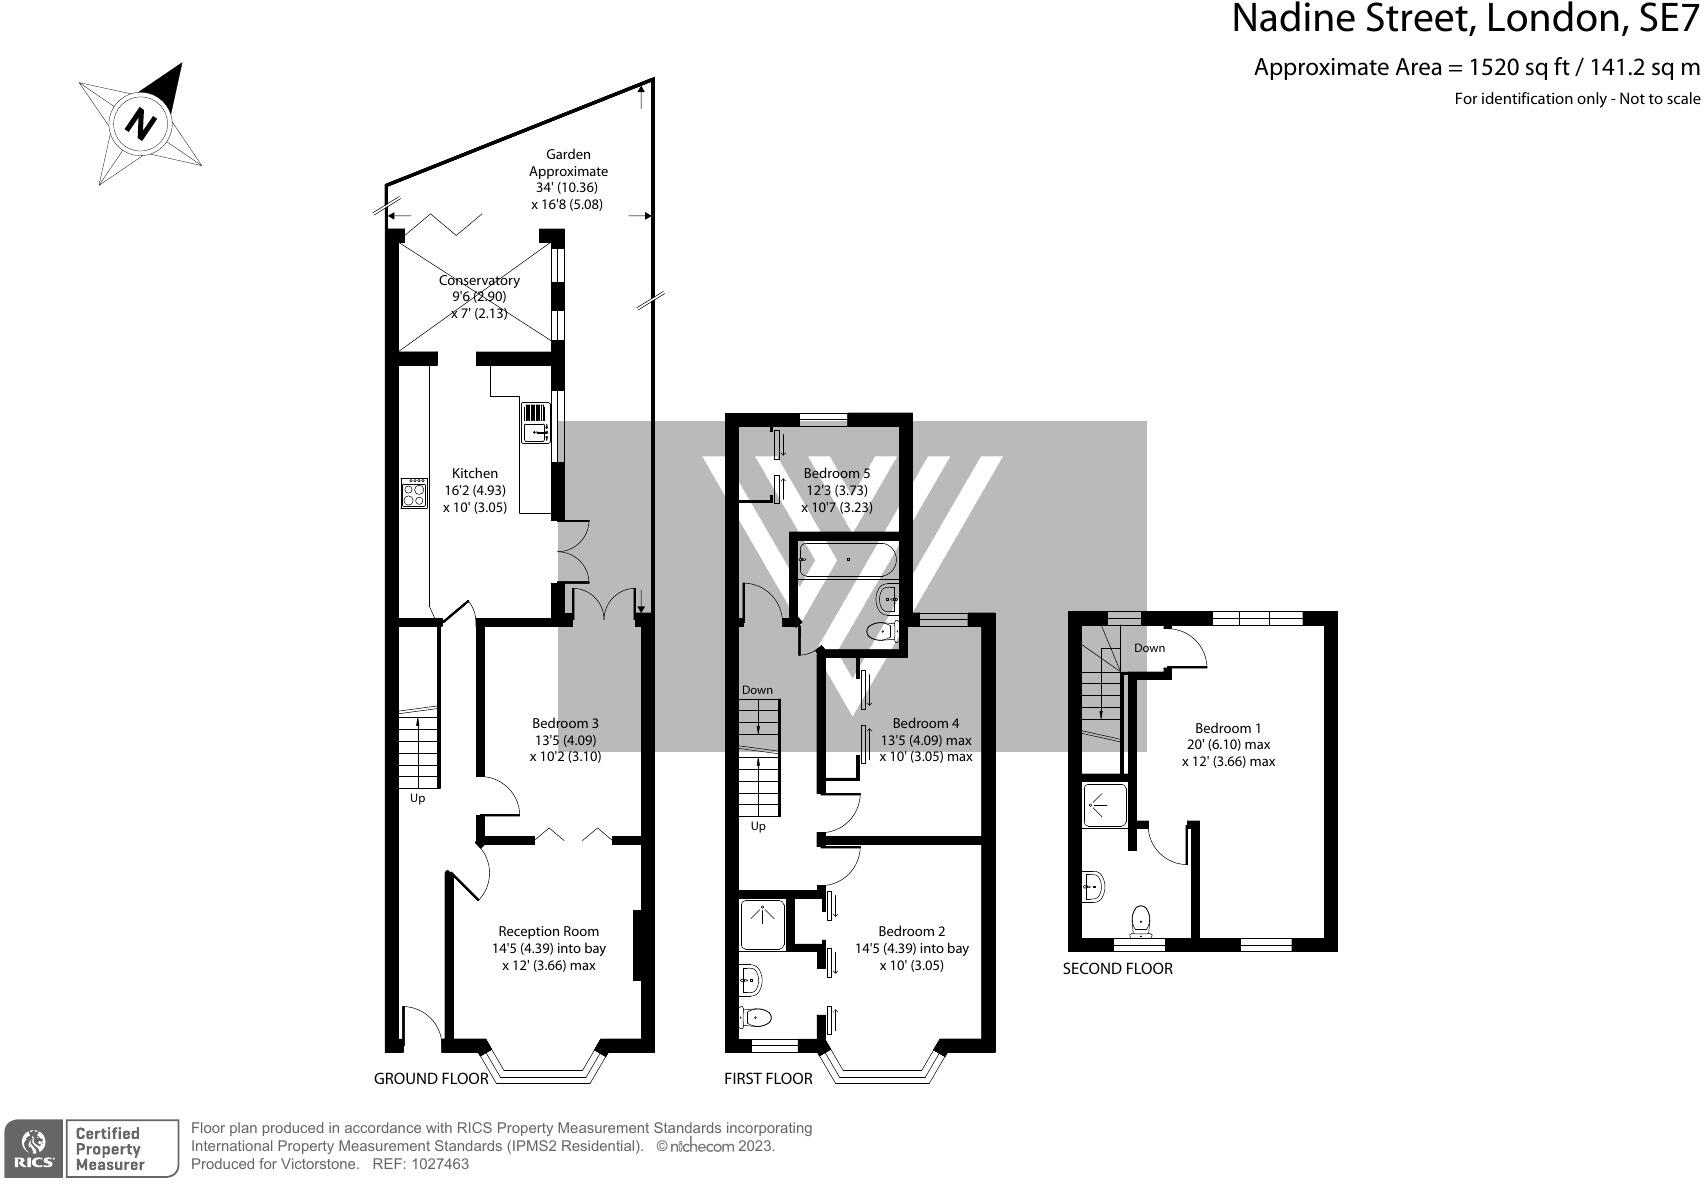 Nadine Street, London, SE7
Approximate Area = 1520 sq ft / 141.2 sq m
For identification only - Not to scale
N
Garden
Approximate
34' (10.36)
x 16'8 (5.08)
Conservatory
9'6 (2.90)
x 7' (2.13)
Kitchen
16'2 (4.93)
x 10' (3.05)
Bedroom 3
13'5 (4.09)
x 10'2 (3.10)
Up
Reception Room
14'5 (4.39) into bay
x 12' (3.66) max
GROUND FLOOR
Bedroom 5
12'3 (3.73)
x 10'7 (3.23)
Down
Bedroom 4
13'5 (4.09) max
x 10' (3.05) max
Up
Bedroom 2
14'5 (4.39) into bay
x 10' (3.05)
FIRST FLOOR
Down
Bedroom 1
20' (6.10) max
x 12' (3.66) max
SECOND FLOOR
RICS
Certified
Property
Measurer
Floor plan produced in accordance with RICS Property Measurement Standards incorporating
International Property Measurement Standards (IPMS2 Residential). © nichecom 2023.
Produced for Victorstone. REF: 1027463